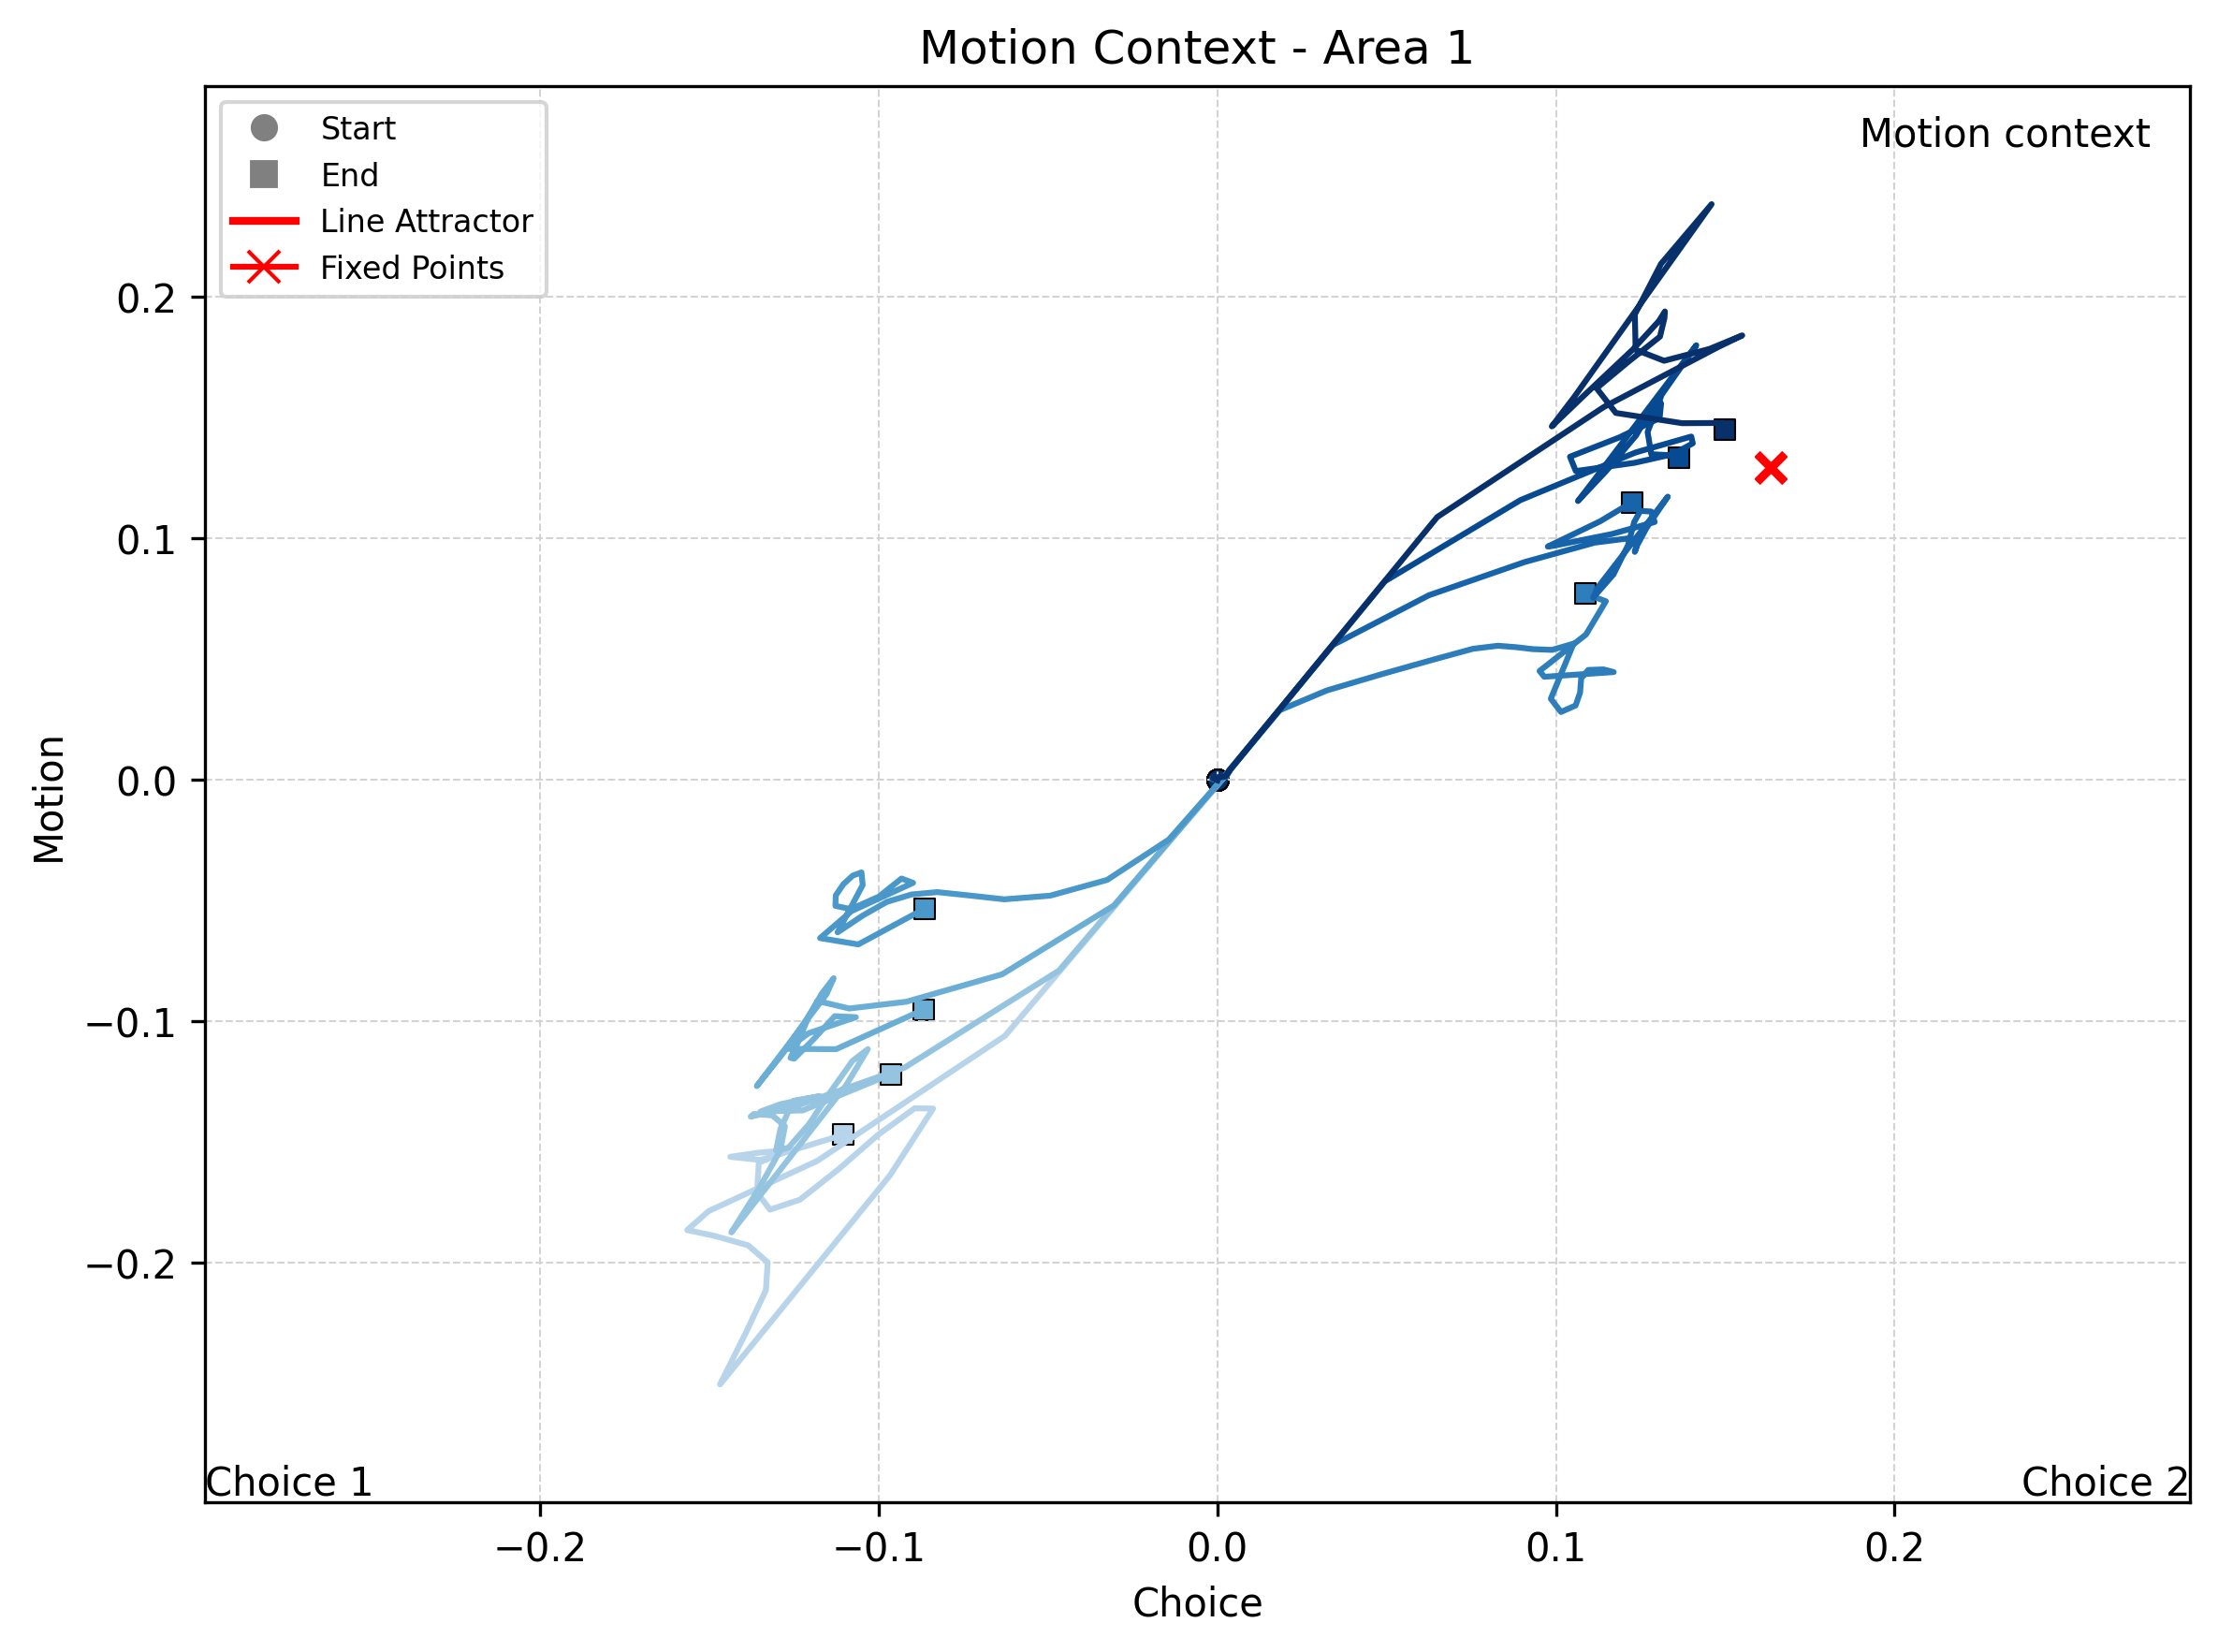 Motion Context - Area 1
Start
End
Line Attractor
Fixed Points
Motion context
0.2
0.1
0.0
−0.1
−0.2
Motion
Choice 1
Choice 2
−0.2
−0.1
0.0
0.1
0.2
Choice